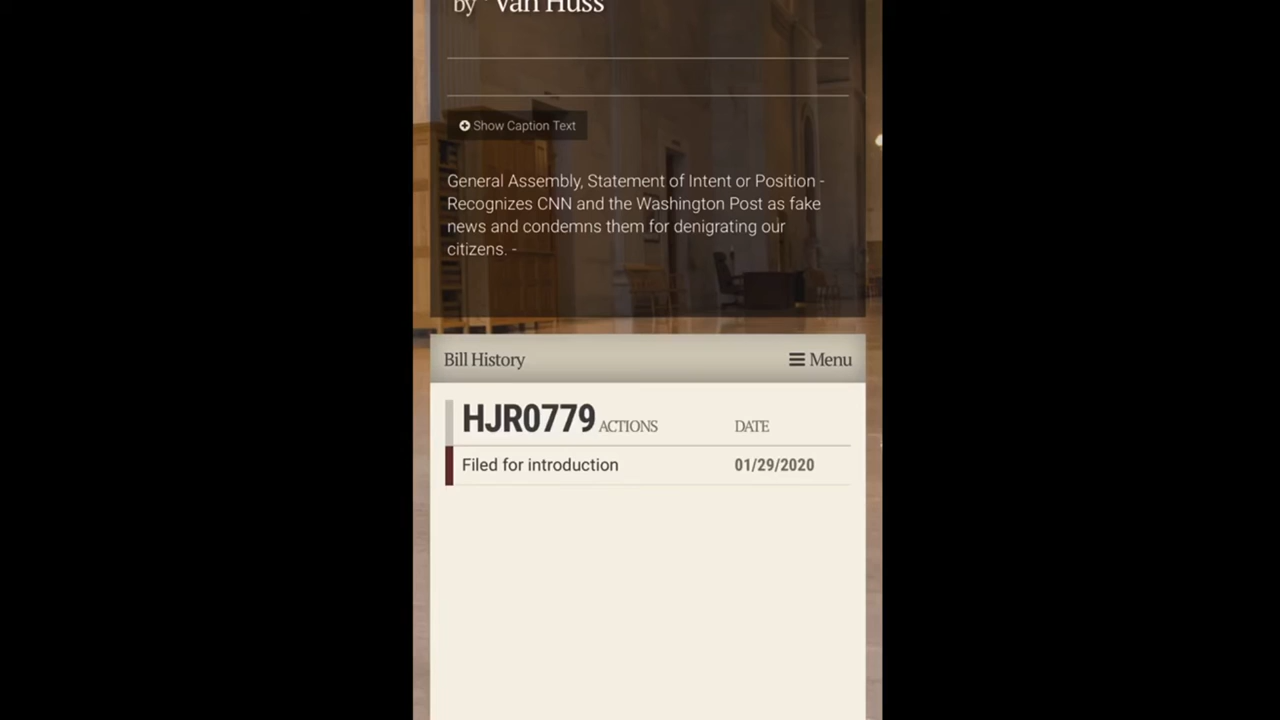 by * Van Huss
Show Caption Text
General Assembly, Statement of Intent or Position -
Recognizes CNN and the Washington Post as fake
news and condemns them for denigrating our
citizens. -
Bill History
Menu
HJR0779 ACTIONS DATE
Filed for introduction 01/29/2020